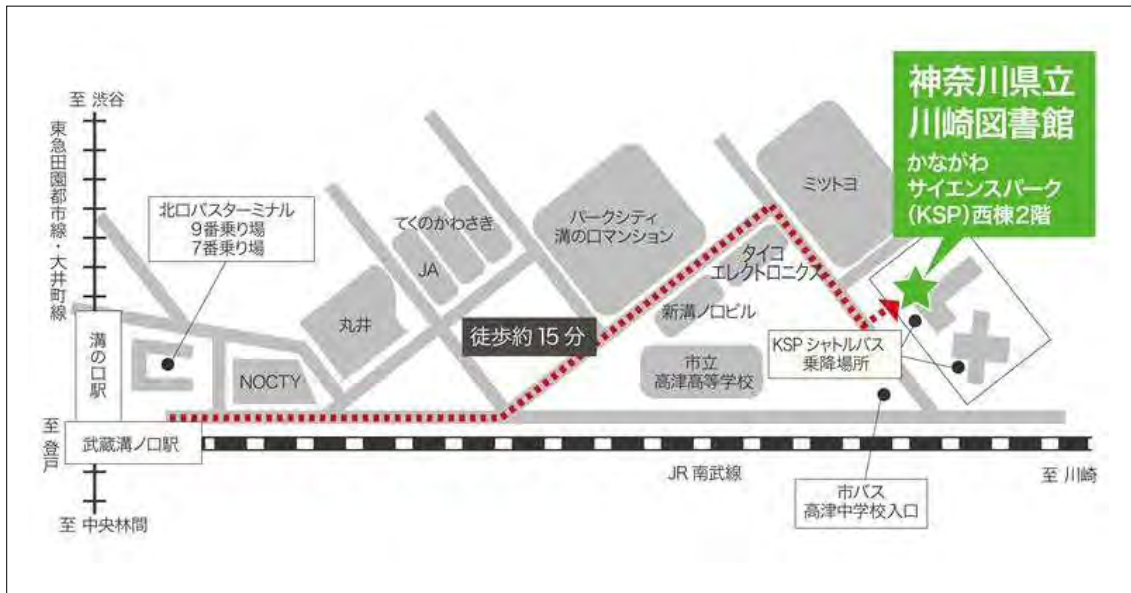 至 渋谷
東急田園都市線・大井町線
北口バスターミナル
9番乗り場
7番乗り場
溝の口駅
至 登戸
武蔵溝ノ口駅
至 中央林間
NOCTY
丸井
JA
てくのかわさき
徒歩約15分
パークシティ
溝の口マンション
新溝ノ口ビル
市立
高津高等学校
タイコ
エレクトロニクス
ミツトヨ
神奈川県立
川崎図書館
かながわ
サイエンスパーク
(KSP)西棟2階
KSPシャトルバス
乗降場所
JR南武線
至 川崎
市バス
高津中学校入口